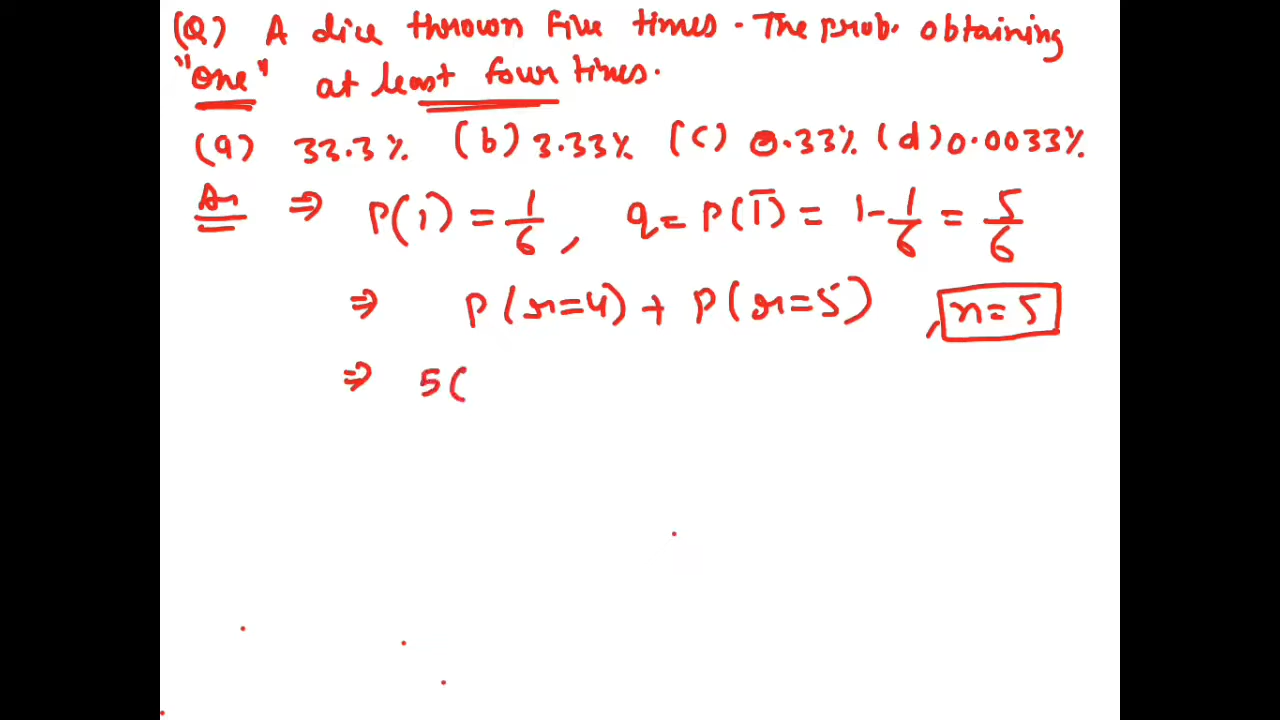 (Q) A dice thrown five times. The prob. obtaining
"one" at least four times.
(a) 33.3% (b) 3.33% (c) 0.33% (d) 0.0033%
An ⇒ P(1) = 1/6, q = P(1̅) = 1 - 1/6 = 5/6
⇒ P(r=4) + P(r=5), n=5
⇒ 5(